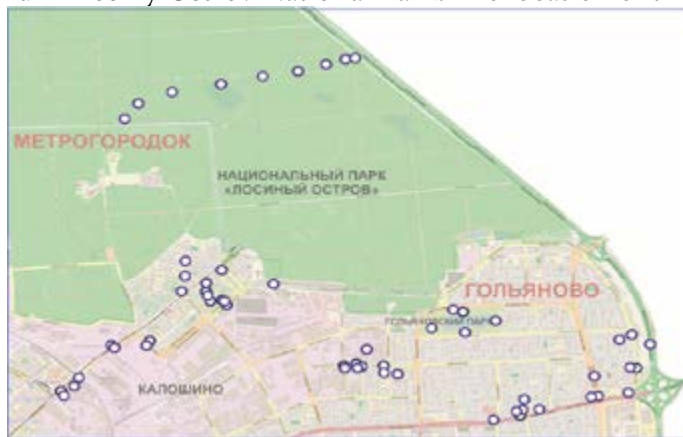 МЕТРОГОРОДОК
НАЦИОНАЛЬНЫЙ ПАРК
«ЛОСИНЫЙ ОСТРОВ»
ГОЛЬЯНОВО
ГОЛЬЯНОВСКИЙ ПАРК
КАЛОШИНО